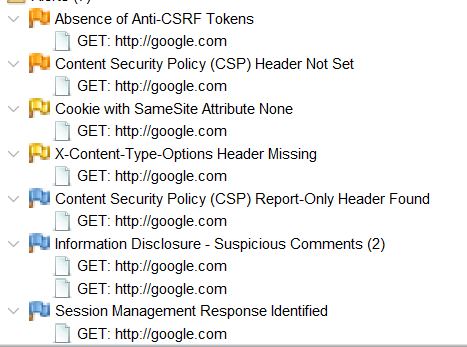 Absence of Anti-CSRF Tokens
GET: http://google.com
Content Security Policy (CSP) Header Not Set
GET: http://google.com
Cookie with SameSite Attribute None
GET: http://google.com
X-Content-Type-Options Header Missing
GET: http://google.com
Content Security Policy (CSP) Report-Only Header Found
GET: http://google.com
Information Disclosure - Suspicious Comments (2)
GET: http://google.com
GET: http://google.com
Session Management Response Identified
GET: http://google.com